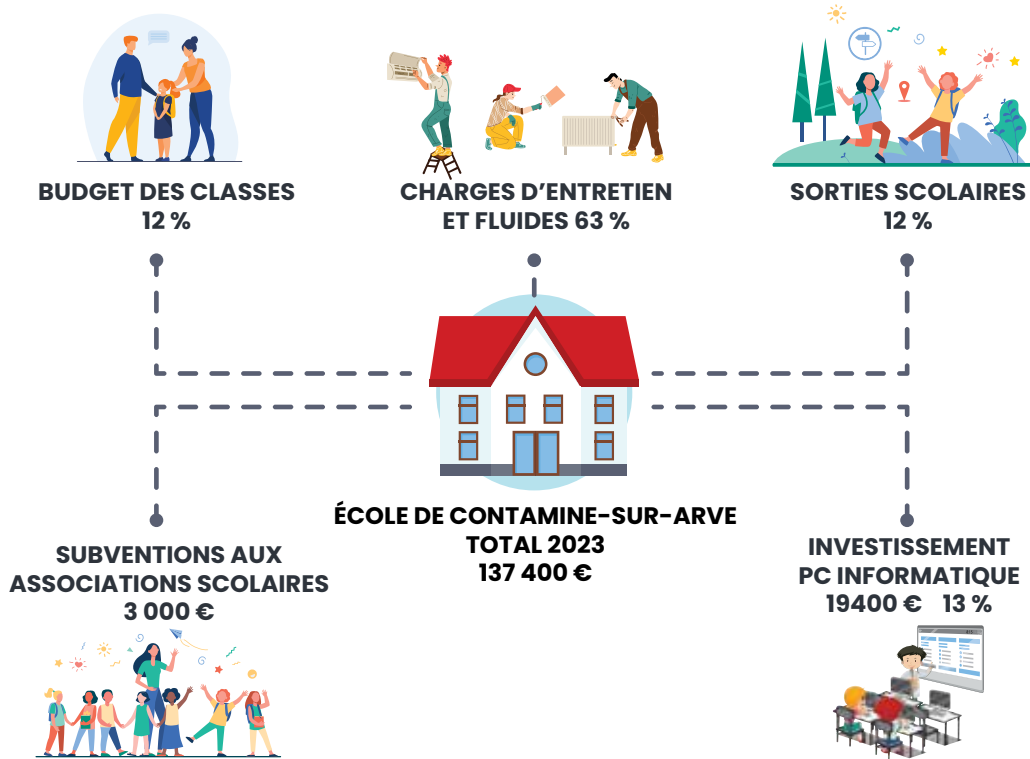 BUDGET DES CLASSES
12 %
CHARGES D'ENTRETIEN
ET FLUIDES 63 %
SORTIES SCOLAIRES
12 %
ÉCOLE DE CONTAMINE-SUR-ARVE
TOTAL 2023
137 400 €
SUBVENTIONS AUX
ASSOCIATIONS SCOLAIRES
3 000 €
INVESTISSEMENT
PC INFORMATIQUE
19400 € 13 %